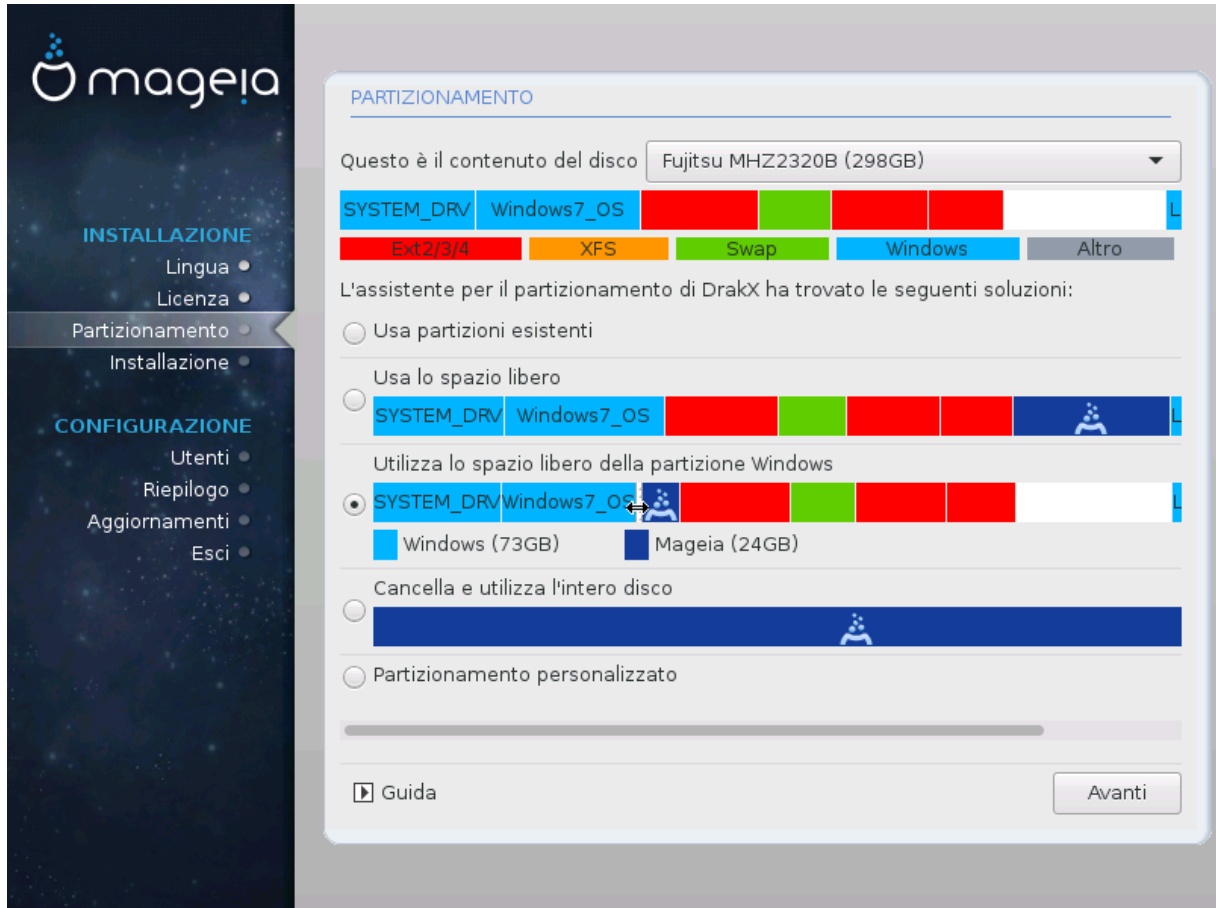 mageia
INSTALLAZIONE
Lingua
Licenza
Partizionamento
Installazione
CONFIGURAZIONE
Utenti
Riepilogo
Aggiornamenti
Esci
PARTIZIONAMENTO
Questo è il contenuto del disco Fujitsu MHZ2320B (298GB)
SYSTEM_DRV Windows7_OS L
Ext2/3/4 XFS Swap Windows Altro
L'assistente per il partizionamento di DrakX ha trovato le seguenti soluzioni:
Usa partizioni esistenti
Usa lo spazio libero
SYSTEM_DRV Windows7_OS L
Utilizza lo spazio libero della partizione Windows
SYSTEM_DRV Windows7_OS L
Windows (73GB) Mageia (24GB)
Cancella e utilizza l'intero disco
Partizionamento personalizzato
Guida Avanti